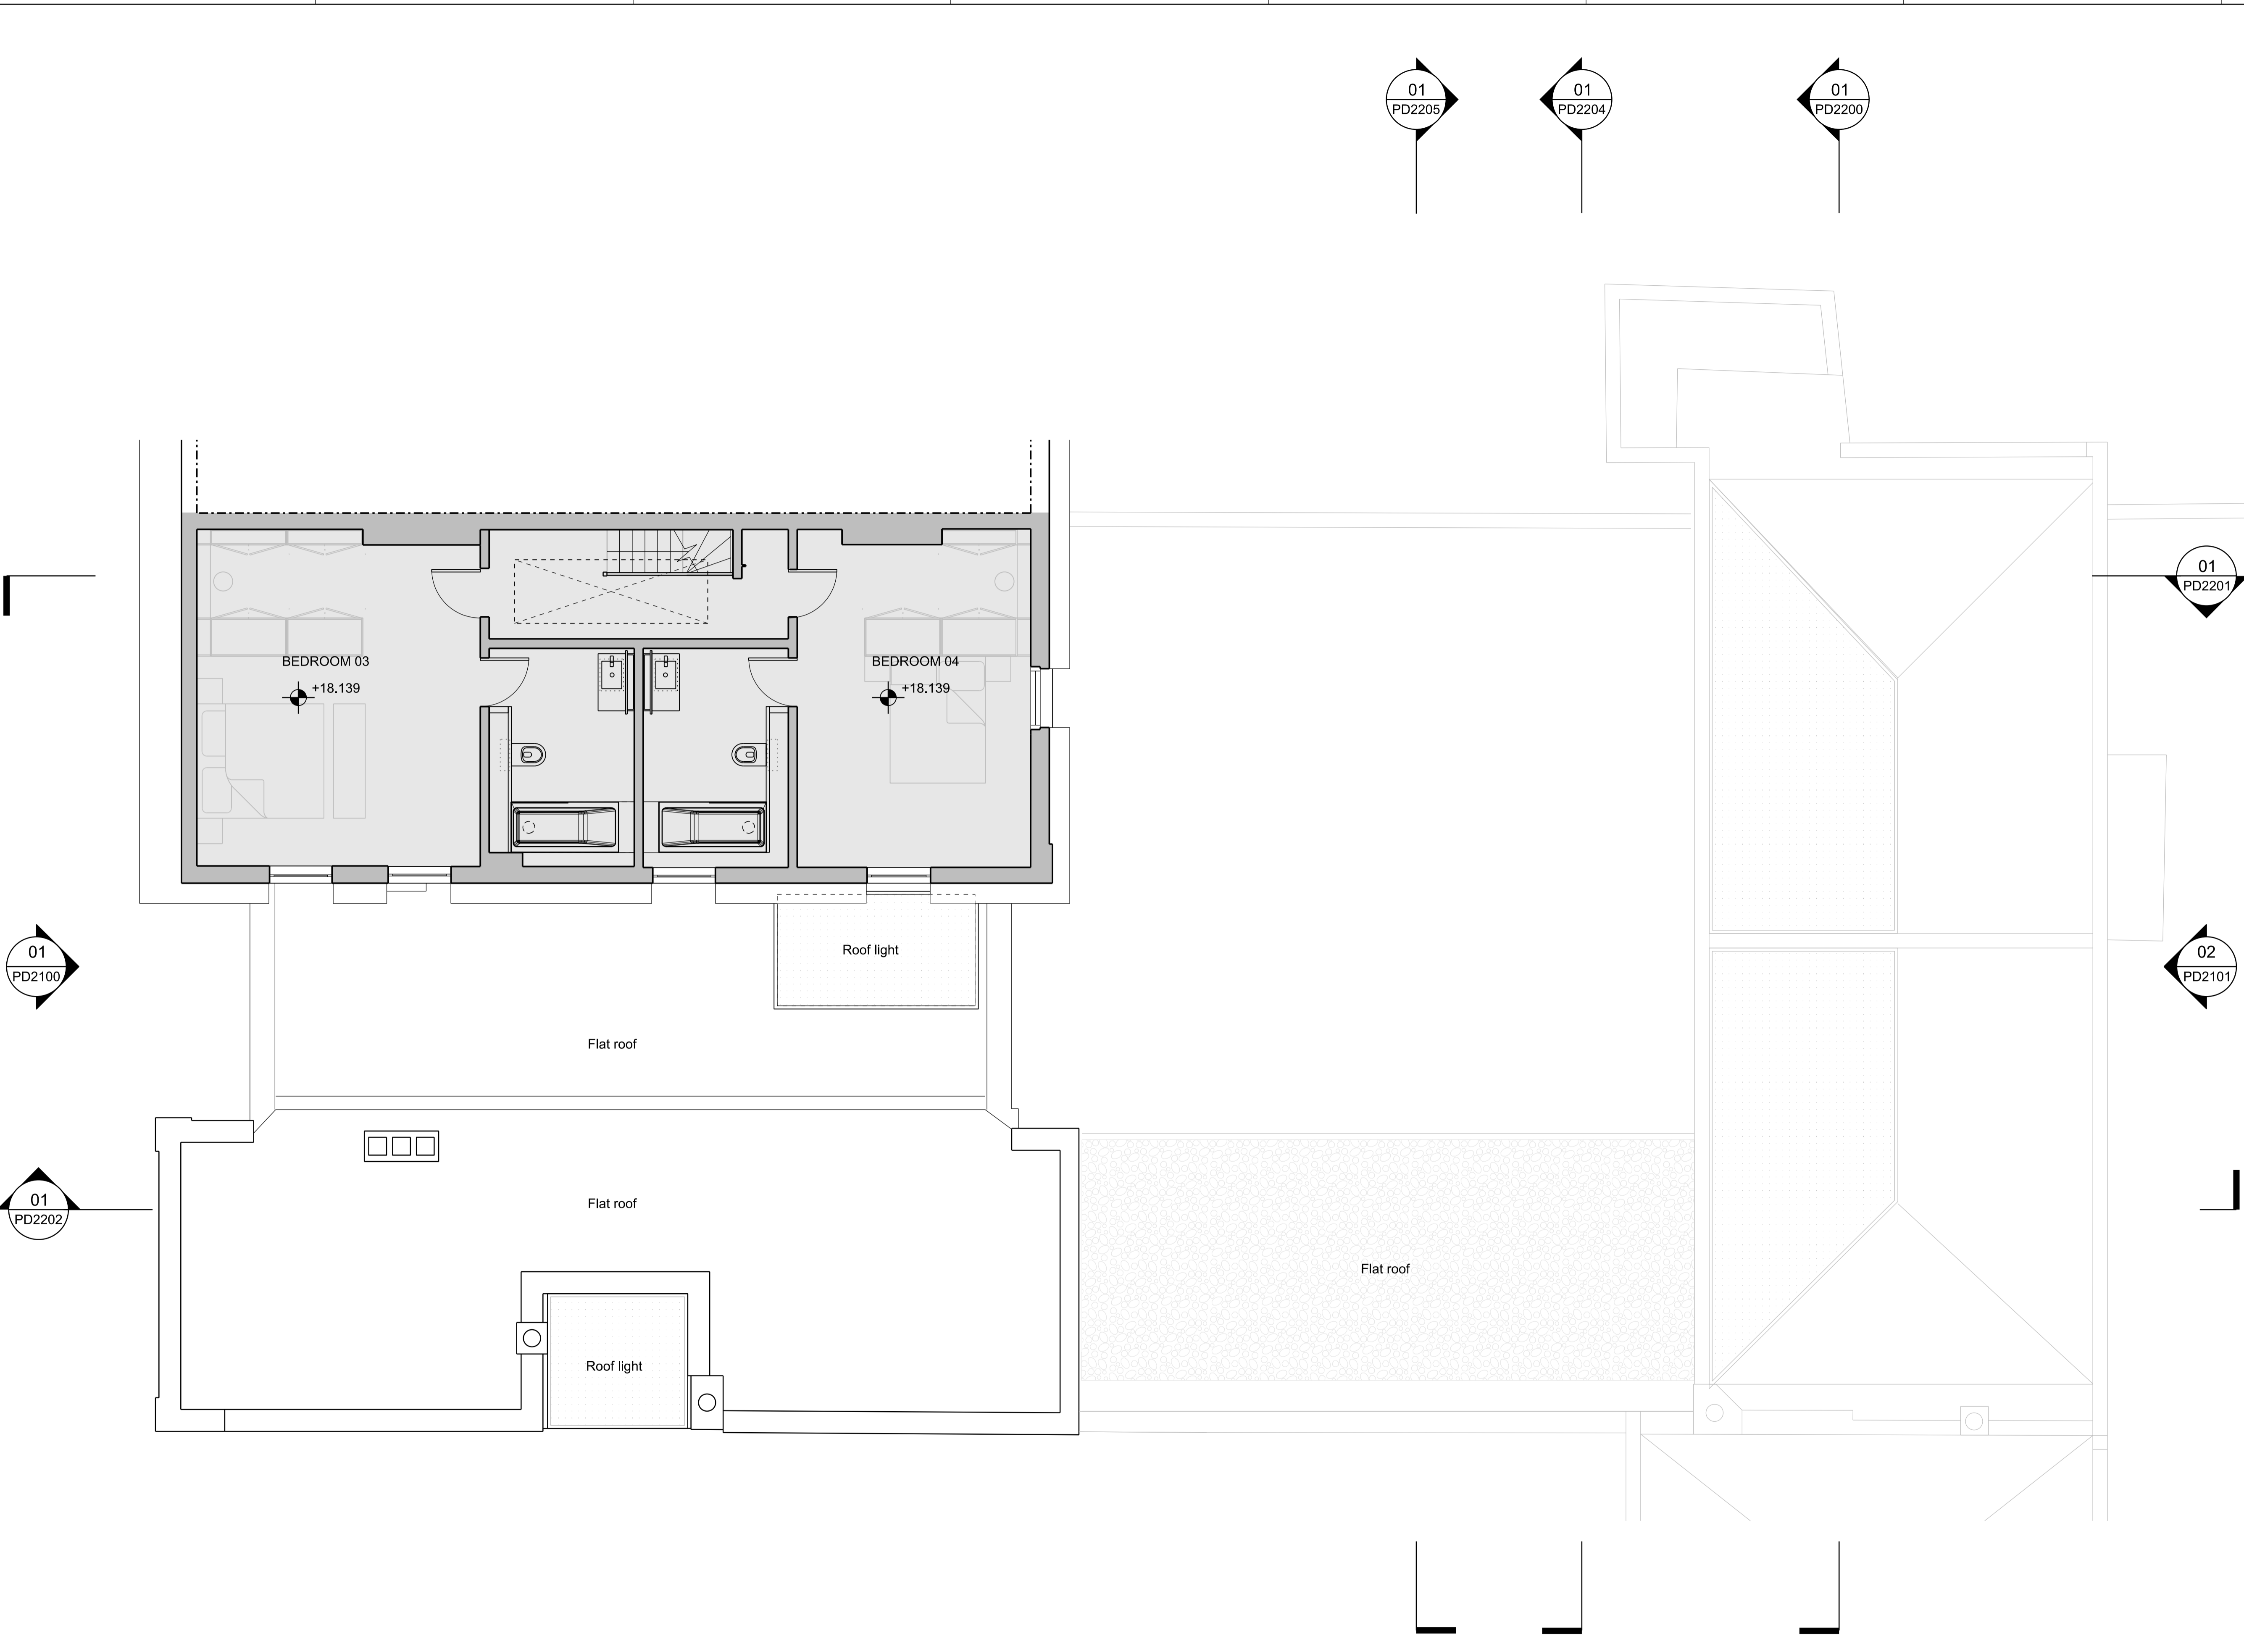 01
PD2205
01
PD2204
01
PD2200
01
PD2201
BEDROOM 03
+18.139
BEDROOM 04
+18.139
01
PD2100
Roof light
02
PD2101
Flat roof
01
PD2202
Flat roof
Flat roof
Roof light